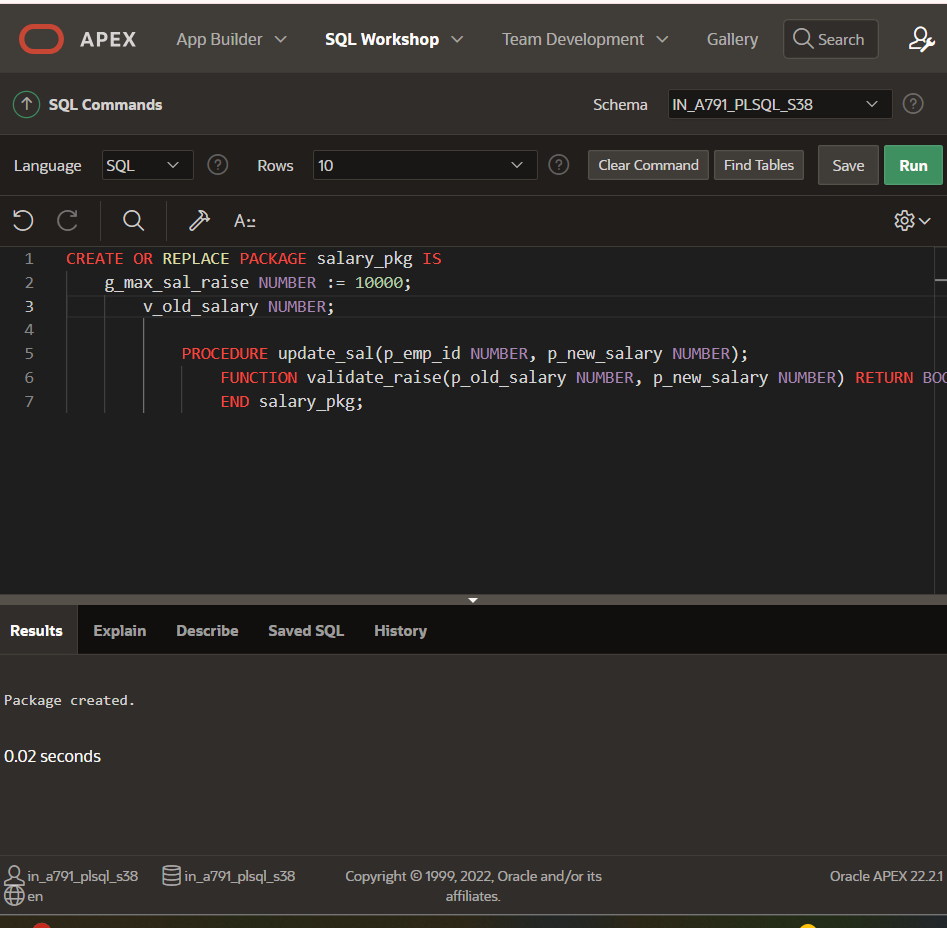 APEX App Builder SQL Workshop Team Development Gallery Search
SQL Commands Schema IN_A791_PLSQL_S38
Language SQL Rows 10 Clear Command Find Tables Save Run
A::
1 CREATE OR REPLACE PACKAGE salary_pkg IS
2 g_max_sal_raise NUMBER := 10000;
3 v_old_salary NUMBER;
4
5 PROCEDURE update_sal(p_emp_id NUMBER, p_new_salary NUMBER);
6 FUNCTION validate_raise(p_old_salary NUMBER, p_new_salary NUMBER) RETURN BOO
7 END salary_pkg;
Results Explain Describe Saved SQL History
Package created.
0.02 seconds
in_a791_plsql_s38 in_a791_plsql_s38 Copyright © 1999, 2022, Oracle and/or its Oracle APEX 22.2.1
en affiliates.